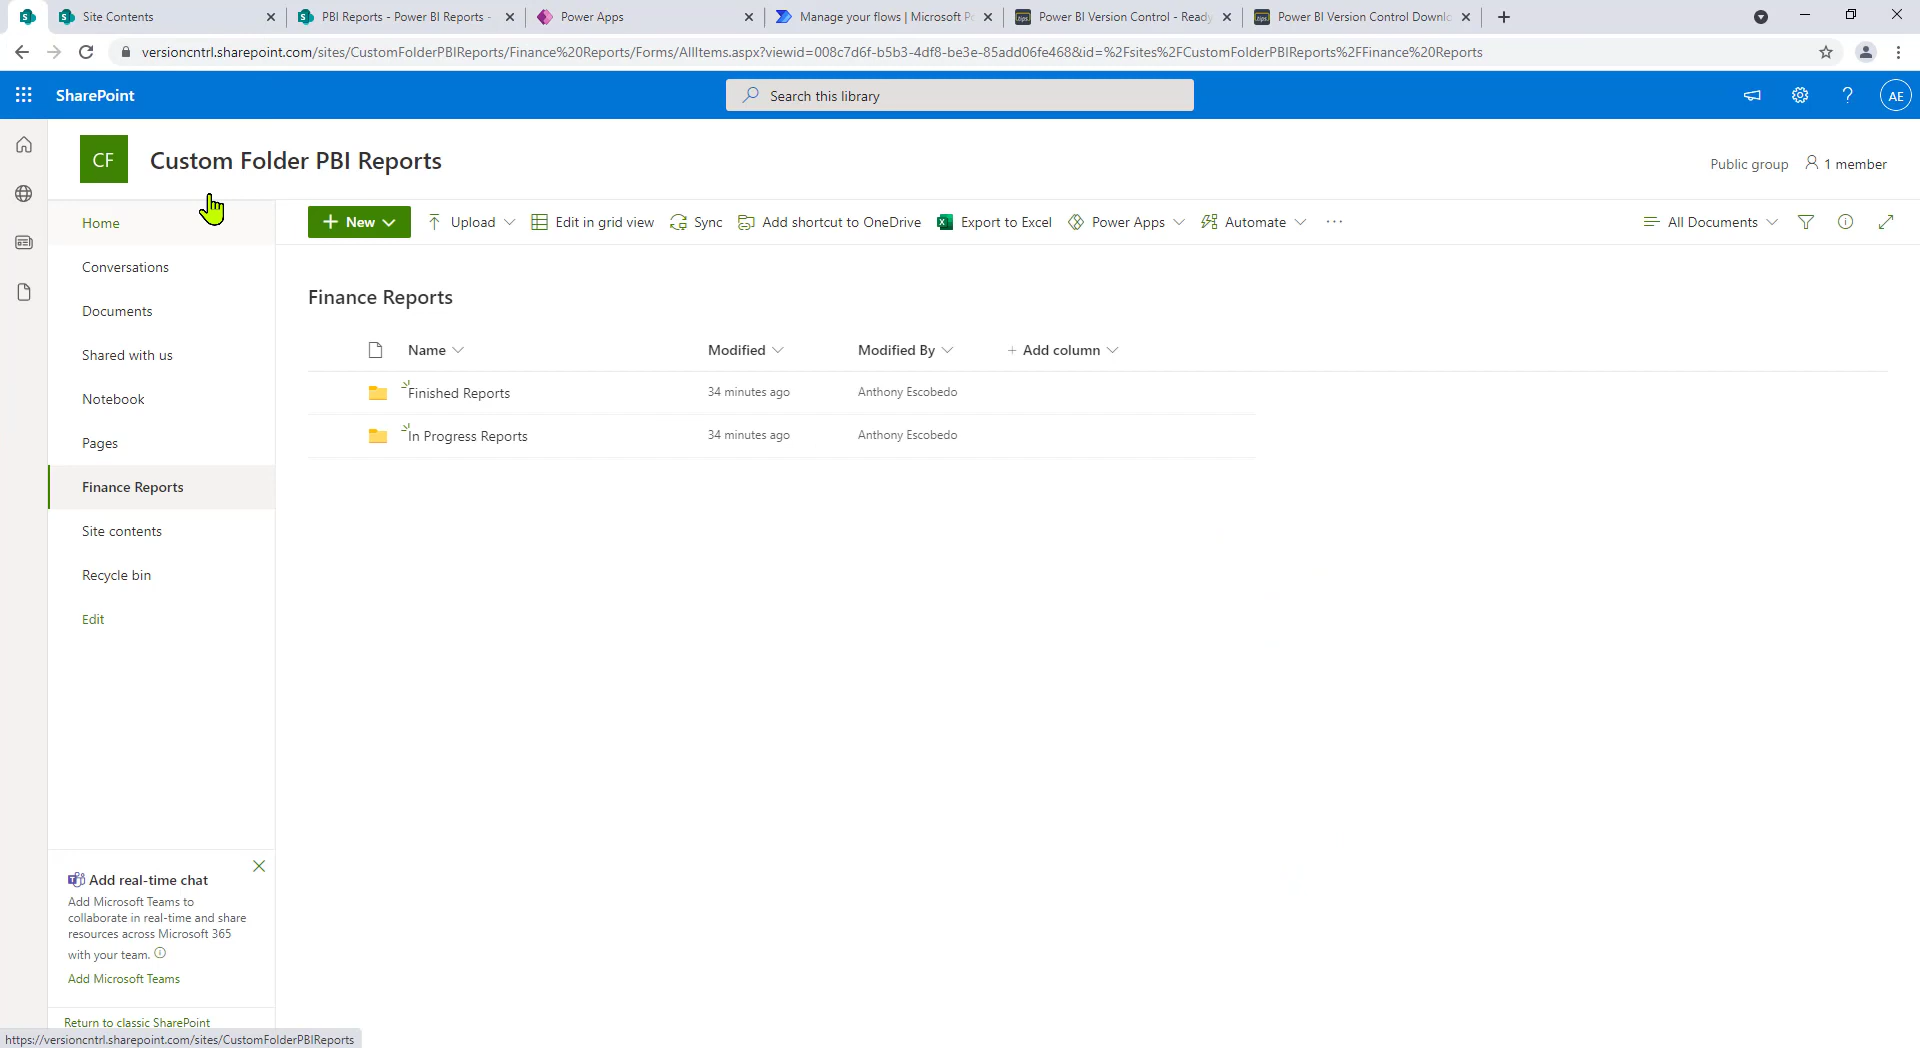 Site Contents
PBI Reports - Power BI Reports -
Power Apps
Manage your flows | Microsoft Po
Power BI Version Control - Ready
Power BI Version Control Downlo
versioncntrl.sharepoint.com/sites/CustomFolderPBIReports/Finance%20Reports/Forms/AllItems.aspx?viewid=008c7d6f-b5b3-4df8-be3e-85add06fe468&id=%2Fsites%2FCustomFolderPBIReports%2FFinance%20Reports
SharePoint
Search this library
AE
CF
Custom Folder PBI Reports
Public group
1 member
Home
Conversations
Documents
Shared with us
Notebook
Pages
Finance Reports
Site contents
Recycle bin
Edit
New
Upload
Edit in grid view
Sync
Add shortcut to OneDrive
Export to Excel
Power Apps
Automate
All Documents
Finance Reports
Name
Modified
Modified By
Add column
Finished Reports
34 minutes ago
Anthony Escobedo
In Progress Reports
34 minutes ago
Anthony Escobedo
Add real-time chat
Add Microsoft Teams to
collaborate in real-time and share
resources across Microsoft 365
with your team.
Add Microsoft Teams
Return to classic SharePoint
https://versioncntrl.sharepoint.com/sites/CustomFolderPBIReports